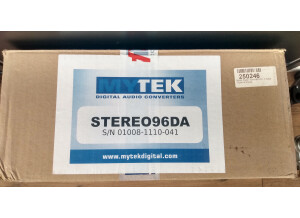 MYTEK
DIGITAL AUDIO CONVERTERS
STEREO96DA
S/N 01008-1110-041
www.mytekdigital.com
250246